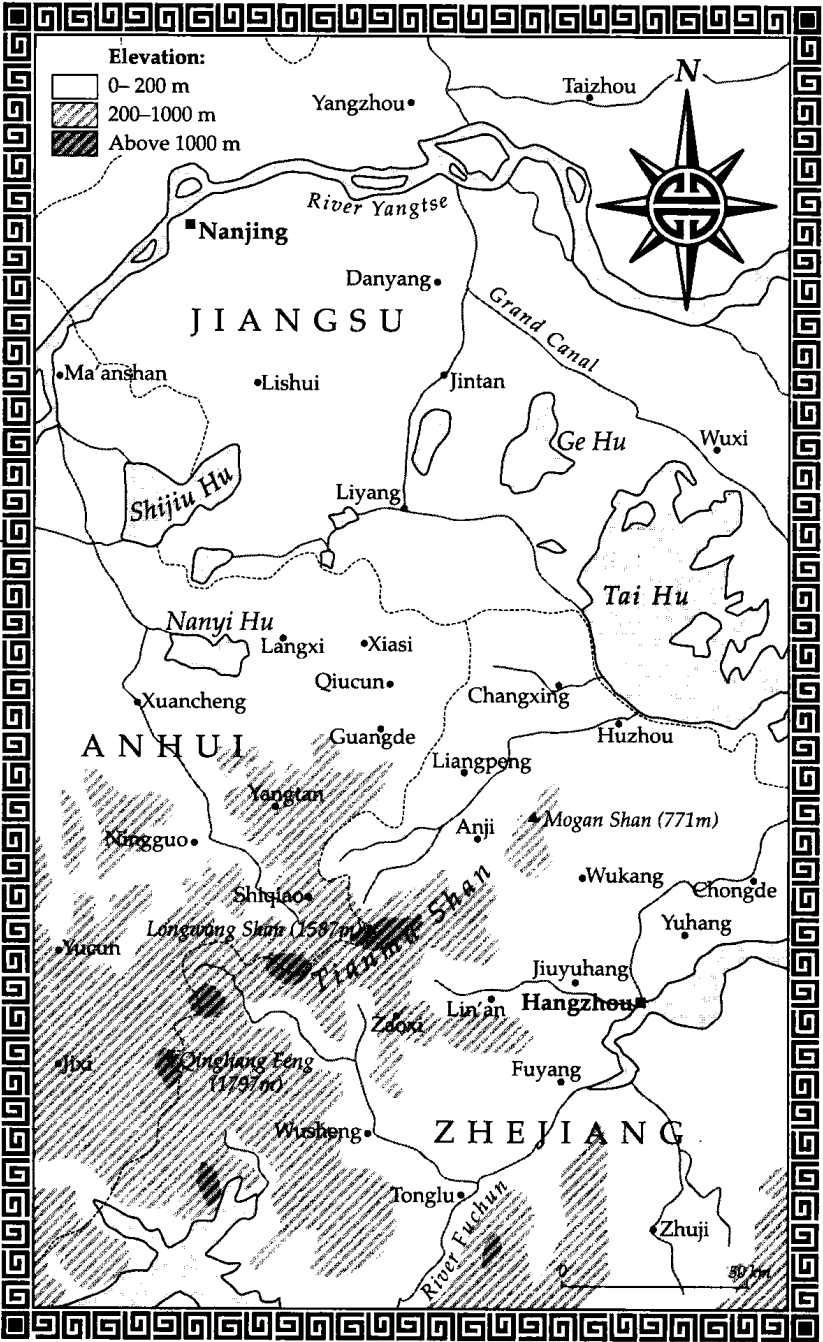 Elevation:
0– 200 m
200–1000 m
Above 1000 m
N
Taizhou
Yangzhou
River Yangtse
Nanjing
Danyang
Grand Canal
JIANGSU
Ma'anshan
Lishui
Jintan
Ge Hu
Wuxi
Shijiu Hu
Liyang
Tai Hu
Nanyi Hu
Langxi
Xiasi
Qiucun
Changxing
Xuancheng
Guangde
Huzhou
ANHUI
Liangpeng
Yangtan
Mogan Shan (771m)
Anji
Ningguo
Wukang
Chongde
Shiqiao
Yuhang
Longwang Shan (1587m)
Tianmu Shan
Yucun
Jiuyuhang
Lin'an
Hangzhou
Zaoxi
Jixi
Qinghang Feng
(1797m)
Fuyang
Wusheng
ZHEJIANG
Tonglu
River Fuchun
Zhuji
0
50 km